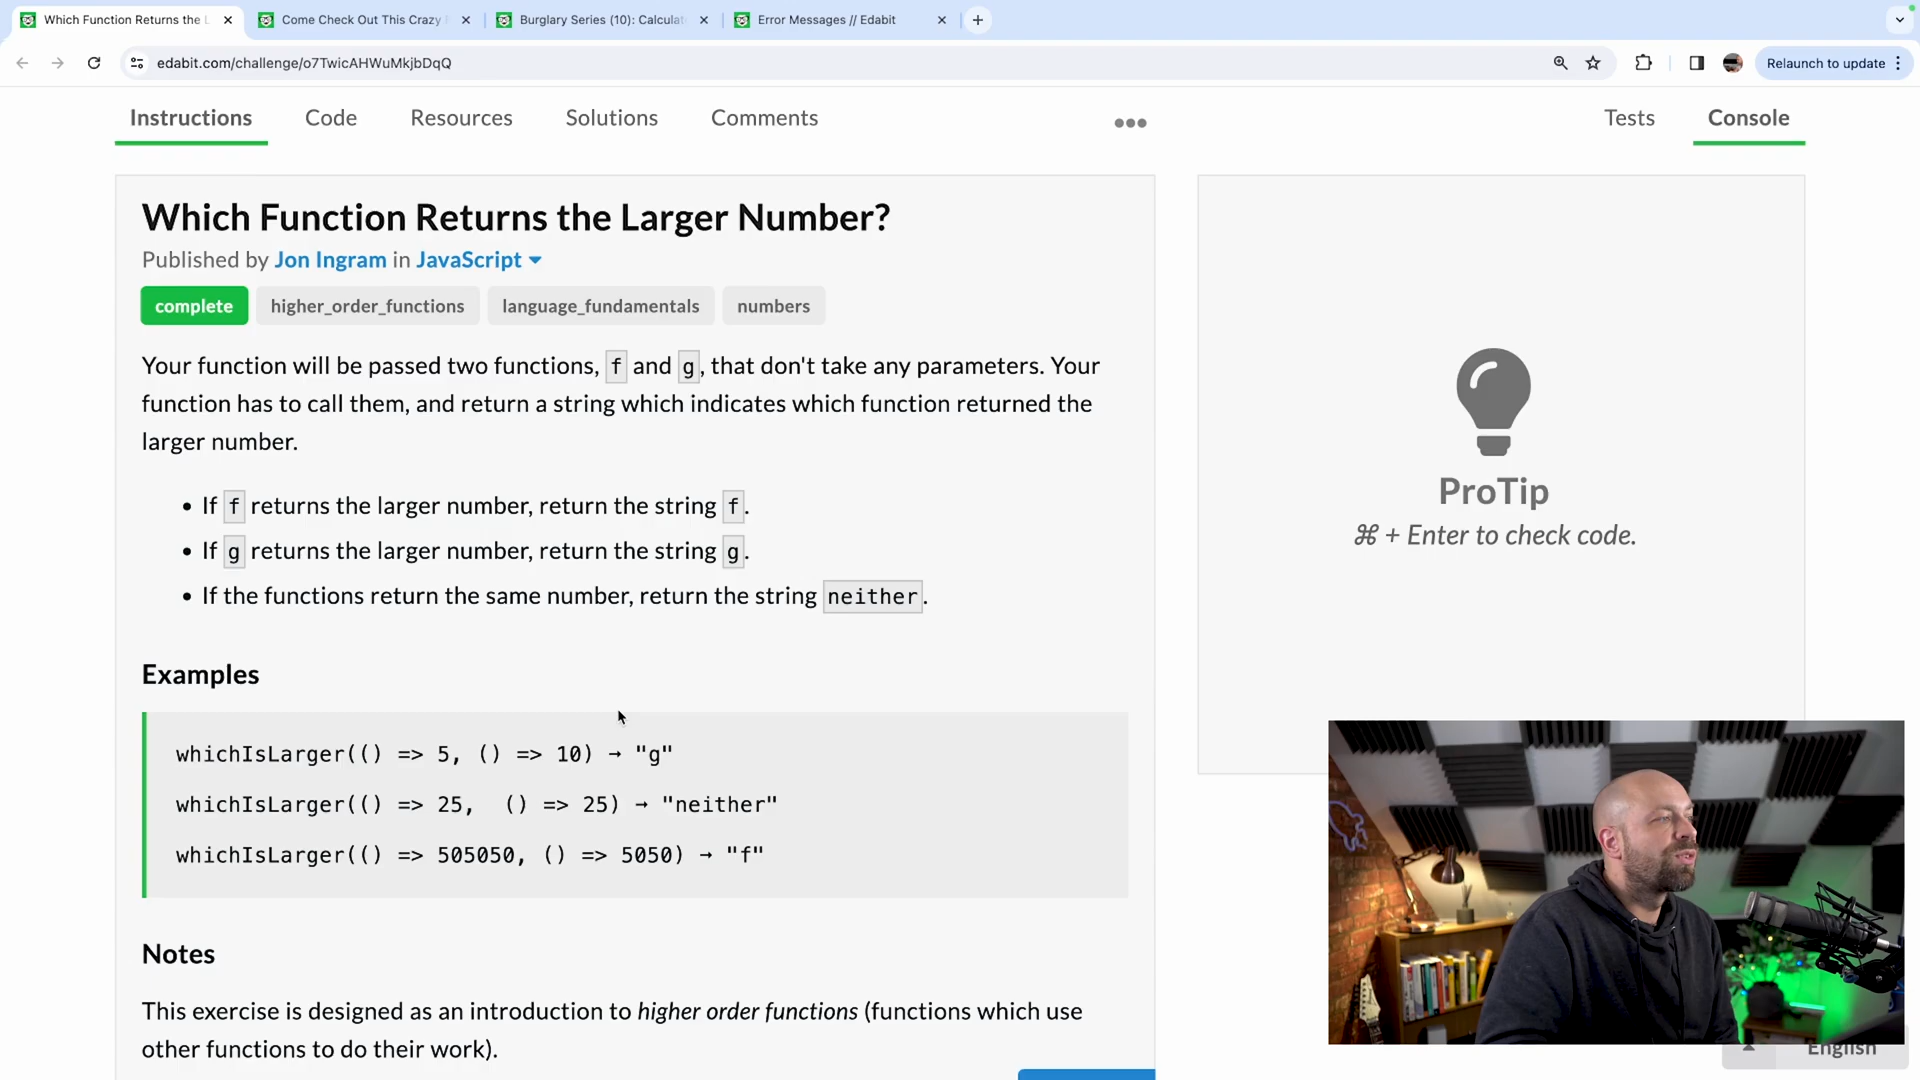 Which Function Returns the L
Come Check Out This Crazy
Burglary Series (10): Calculat
Error Messages // Edabit
edabit.com/challenge/o7TwicAHWuMkjbDqQ
Relaunch to update
Instructions
Code
Resources
Solutions
Comments
Tests
Console
Which Function Returns the Larger Number?
Published by Jon Ingram in JavaScript
complete
higher_order_functions
language_fundamentals
numbers
Your function will be passed two functions, f and g, that don't take any parameters. Your
function has to call them, and return a string which indicates which function returned the
larger number.
• If f returns the larger number, return the string f.
• If g returns the larger number, return the string g.
• If the functions return the same number, return the string neither.
ProTip
⌘ + Enter to check code.
Examples
whichIsLarger(() => 5, () => 10) → "g"
whichIsLarger(() => 25,  () => 25) → "neither"
whichIsLarger(() => 505050, () => 5050) → "f"
Notes
This exercise is designed as an introduction to higher order functions (functions which use
other functions to do their work).
English